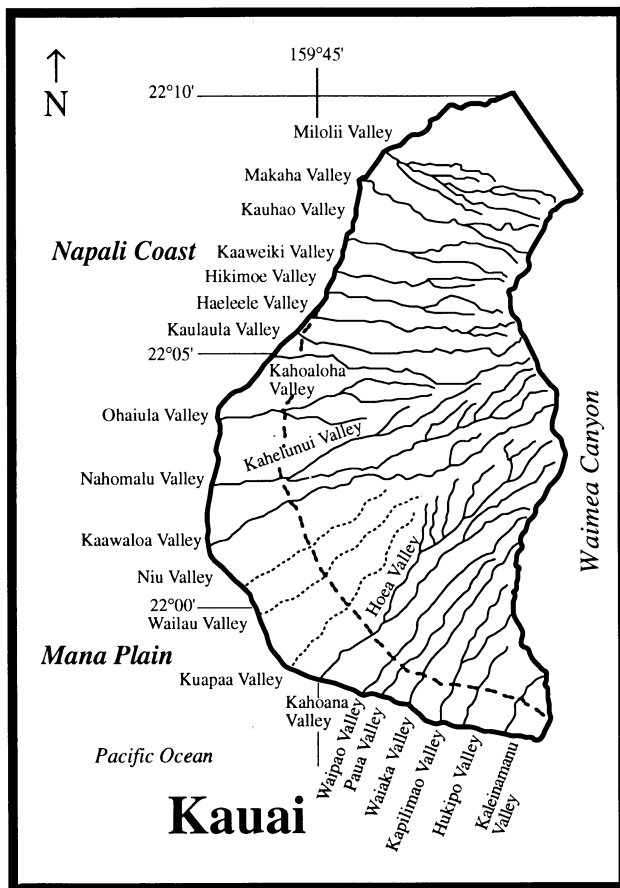 159°45'
N
22°10'
Milolii Valley
Makaha Valley
Kauhao Valley
Napali Coast
Kaaweiki Valley
Hikimoe Valley
Haeleele Valley
Kaulaula Valley
22°05'
Kahoaloha
Valley
Ohaiula Valley
Kahelunui Valley
Waimea Canyon
Nahomalu Valley
Kaawaloa Valley
Niu Valley
Hoea Valley
22°00'
Wailau Valley
Mana Plain
Kuapaa Valley
Kahoana
Valley
Waipao Valley
Paua Valley
Waiaka Valley
Kapilimao Valley
Hukipo Valley
Kaleinamanu
Valley
Pacific Ocean
Kauai